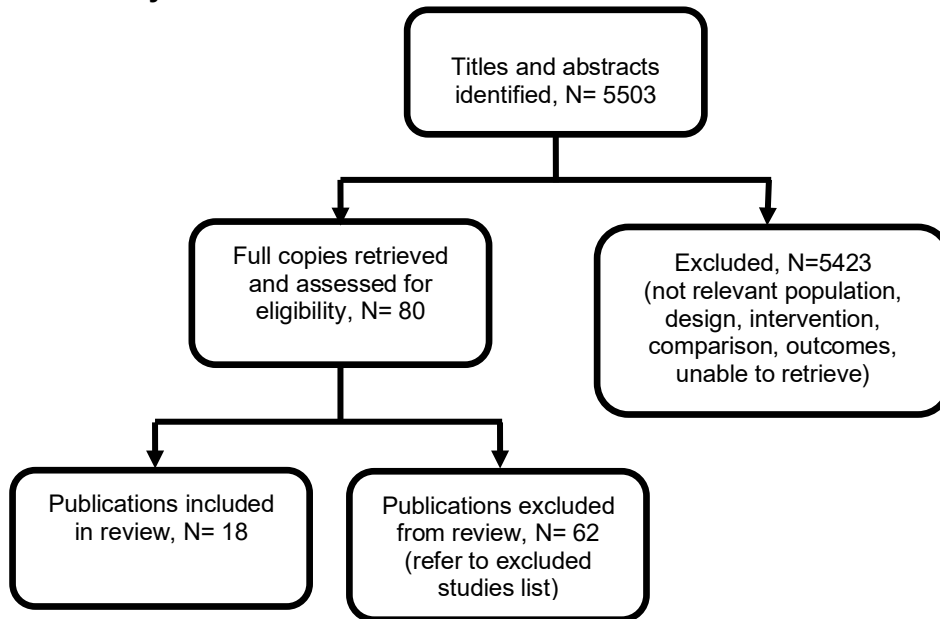 Titles and abstracts
identified, N= 5503
Full copies retrieved
and assessed for
eligibility, N= 80
Excluded, N=5423
(not relevant population,
design, intervention,
comparison, outcomes,
unable to retrieve)
Publications included
in review, N= 18
Publications excluded
from review, N= 62
(refer to excluded
studies list)